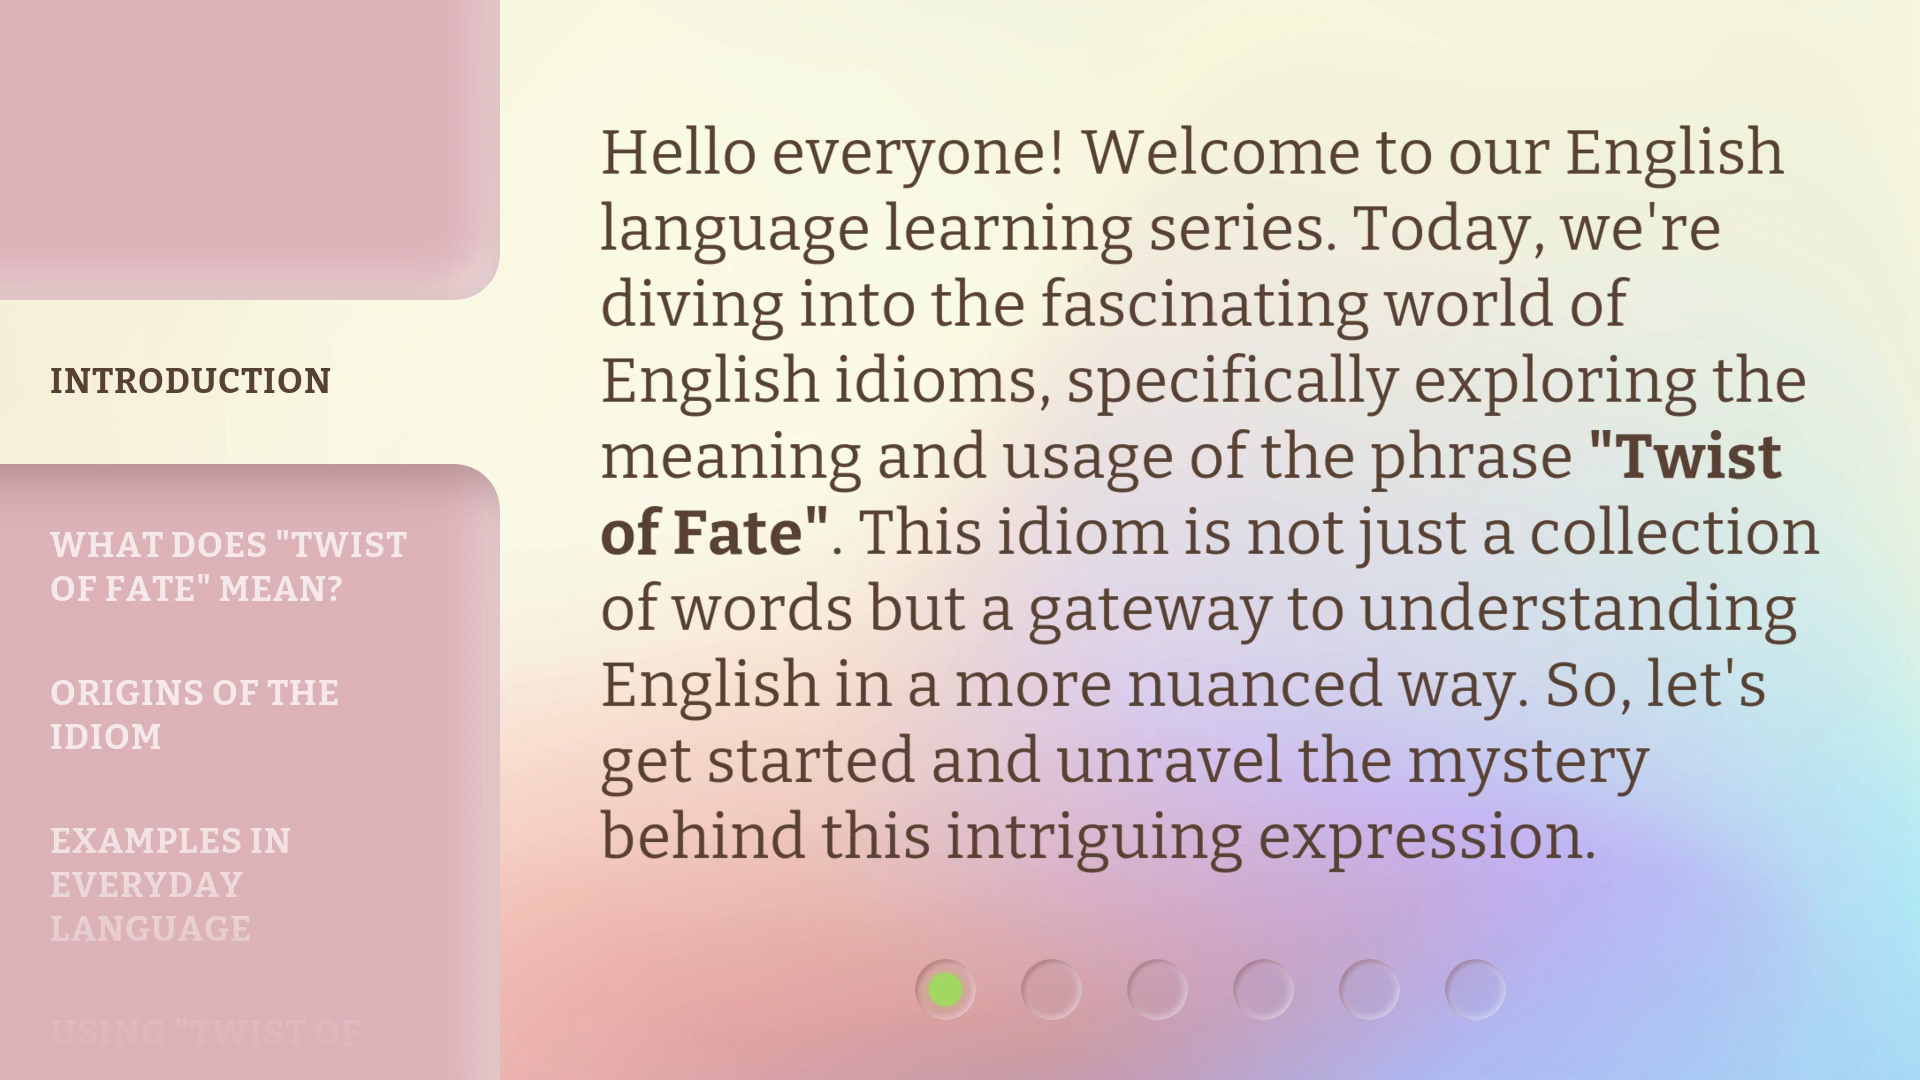 INTRODUCTION
WHAT DOES "TWIST
OF FATE" MEAN?
ORIGINS OF THE
IDIOM
EXAMPLES IN
EVERYDAY
LANGUAGE
USING "TWIST OF
Hello everyone! Welcome to our English
language learning series. Today, we're
diving into the fascinating world of
English idioms, specifically exploring the
meaning and usage of the phrase "Twist
of Fate". This idiom is not just a collection
of words but a gateway to understanding
English in a more nuanced way. So, let's
get started and unravel the mystery
behind this intriguing expression.